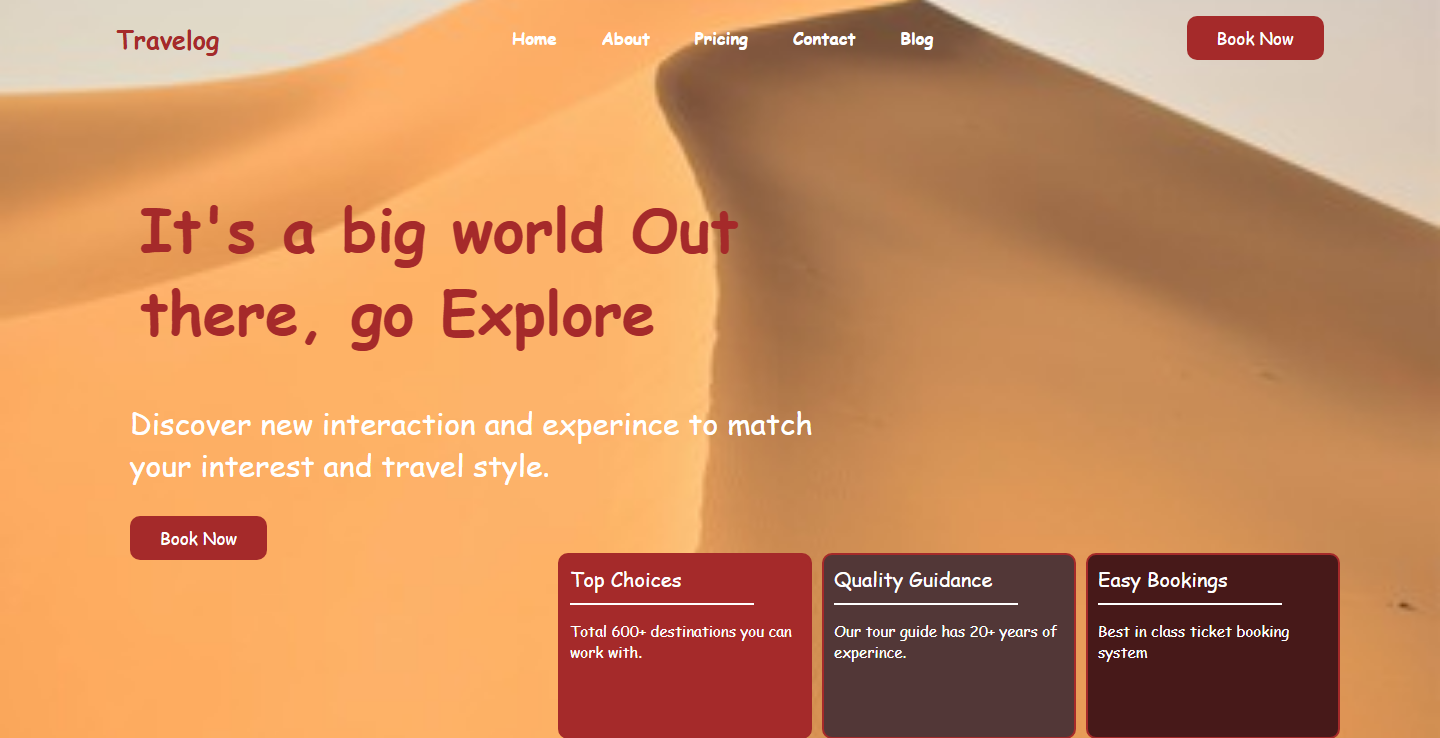 Travelog
Home About Pricing Contact Blog
Book Now
It's a big world Out
there, go Explore
Discover new interaction and experince to match
your interest and travel style.
Book Now
Top Choices
Total 600+ destinations you can
work with.
Quality Guidance
Our tour guide has 20+ years of
experince.
Easy Bookings
Best in class ticket booking
system